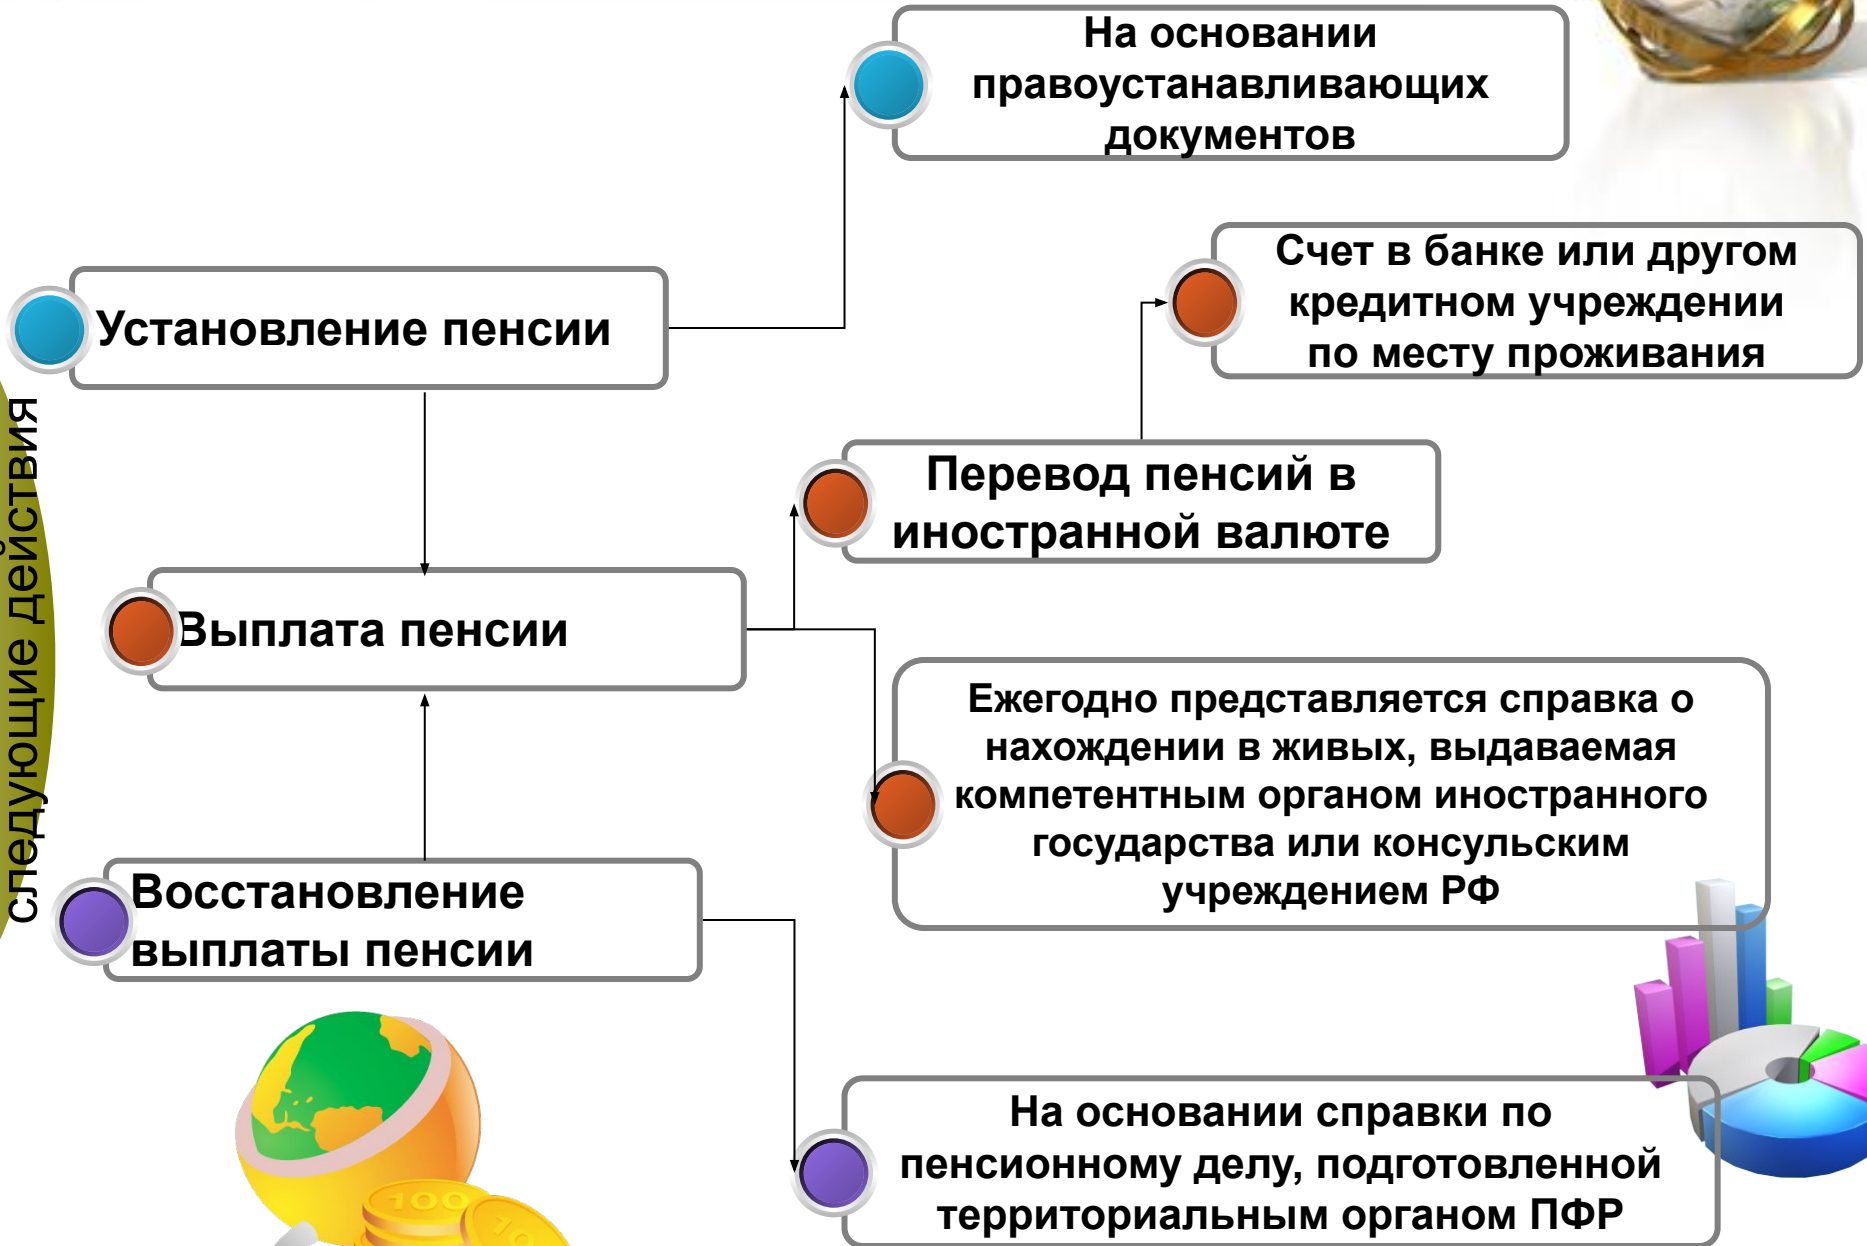 На основании
правоустанавливающих
документов
Счет в банке или другом
кредитном учреждении
по месту проживания
Установление пенсии
следующие действия
Перевод пенсий в
иностранной валюте
Выплата пенсии
Ежегодно представляется справка о
нахождении в живых, выдаваемая
компетентным органом иностранного
государства или консульским
учреждением РФ
Восстановление
выплаты пенсии
На основании справки по
пенсионному делу, подготовленной
территориальным органом ПФР
100
10